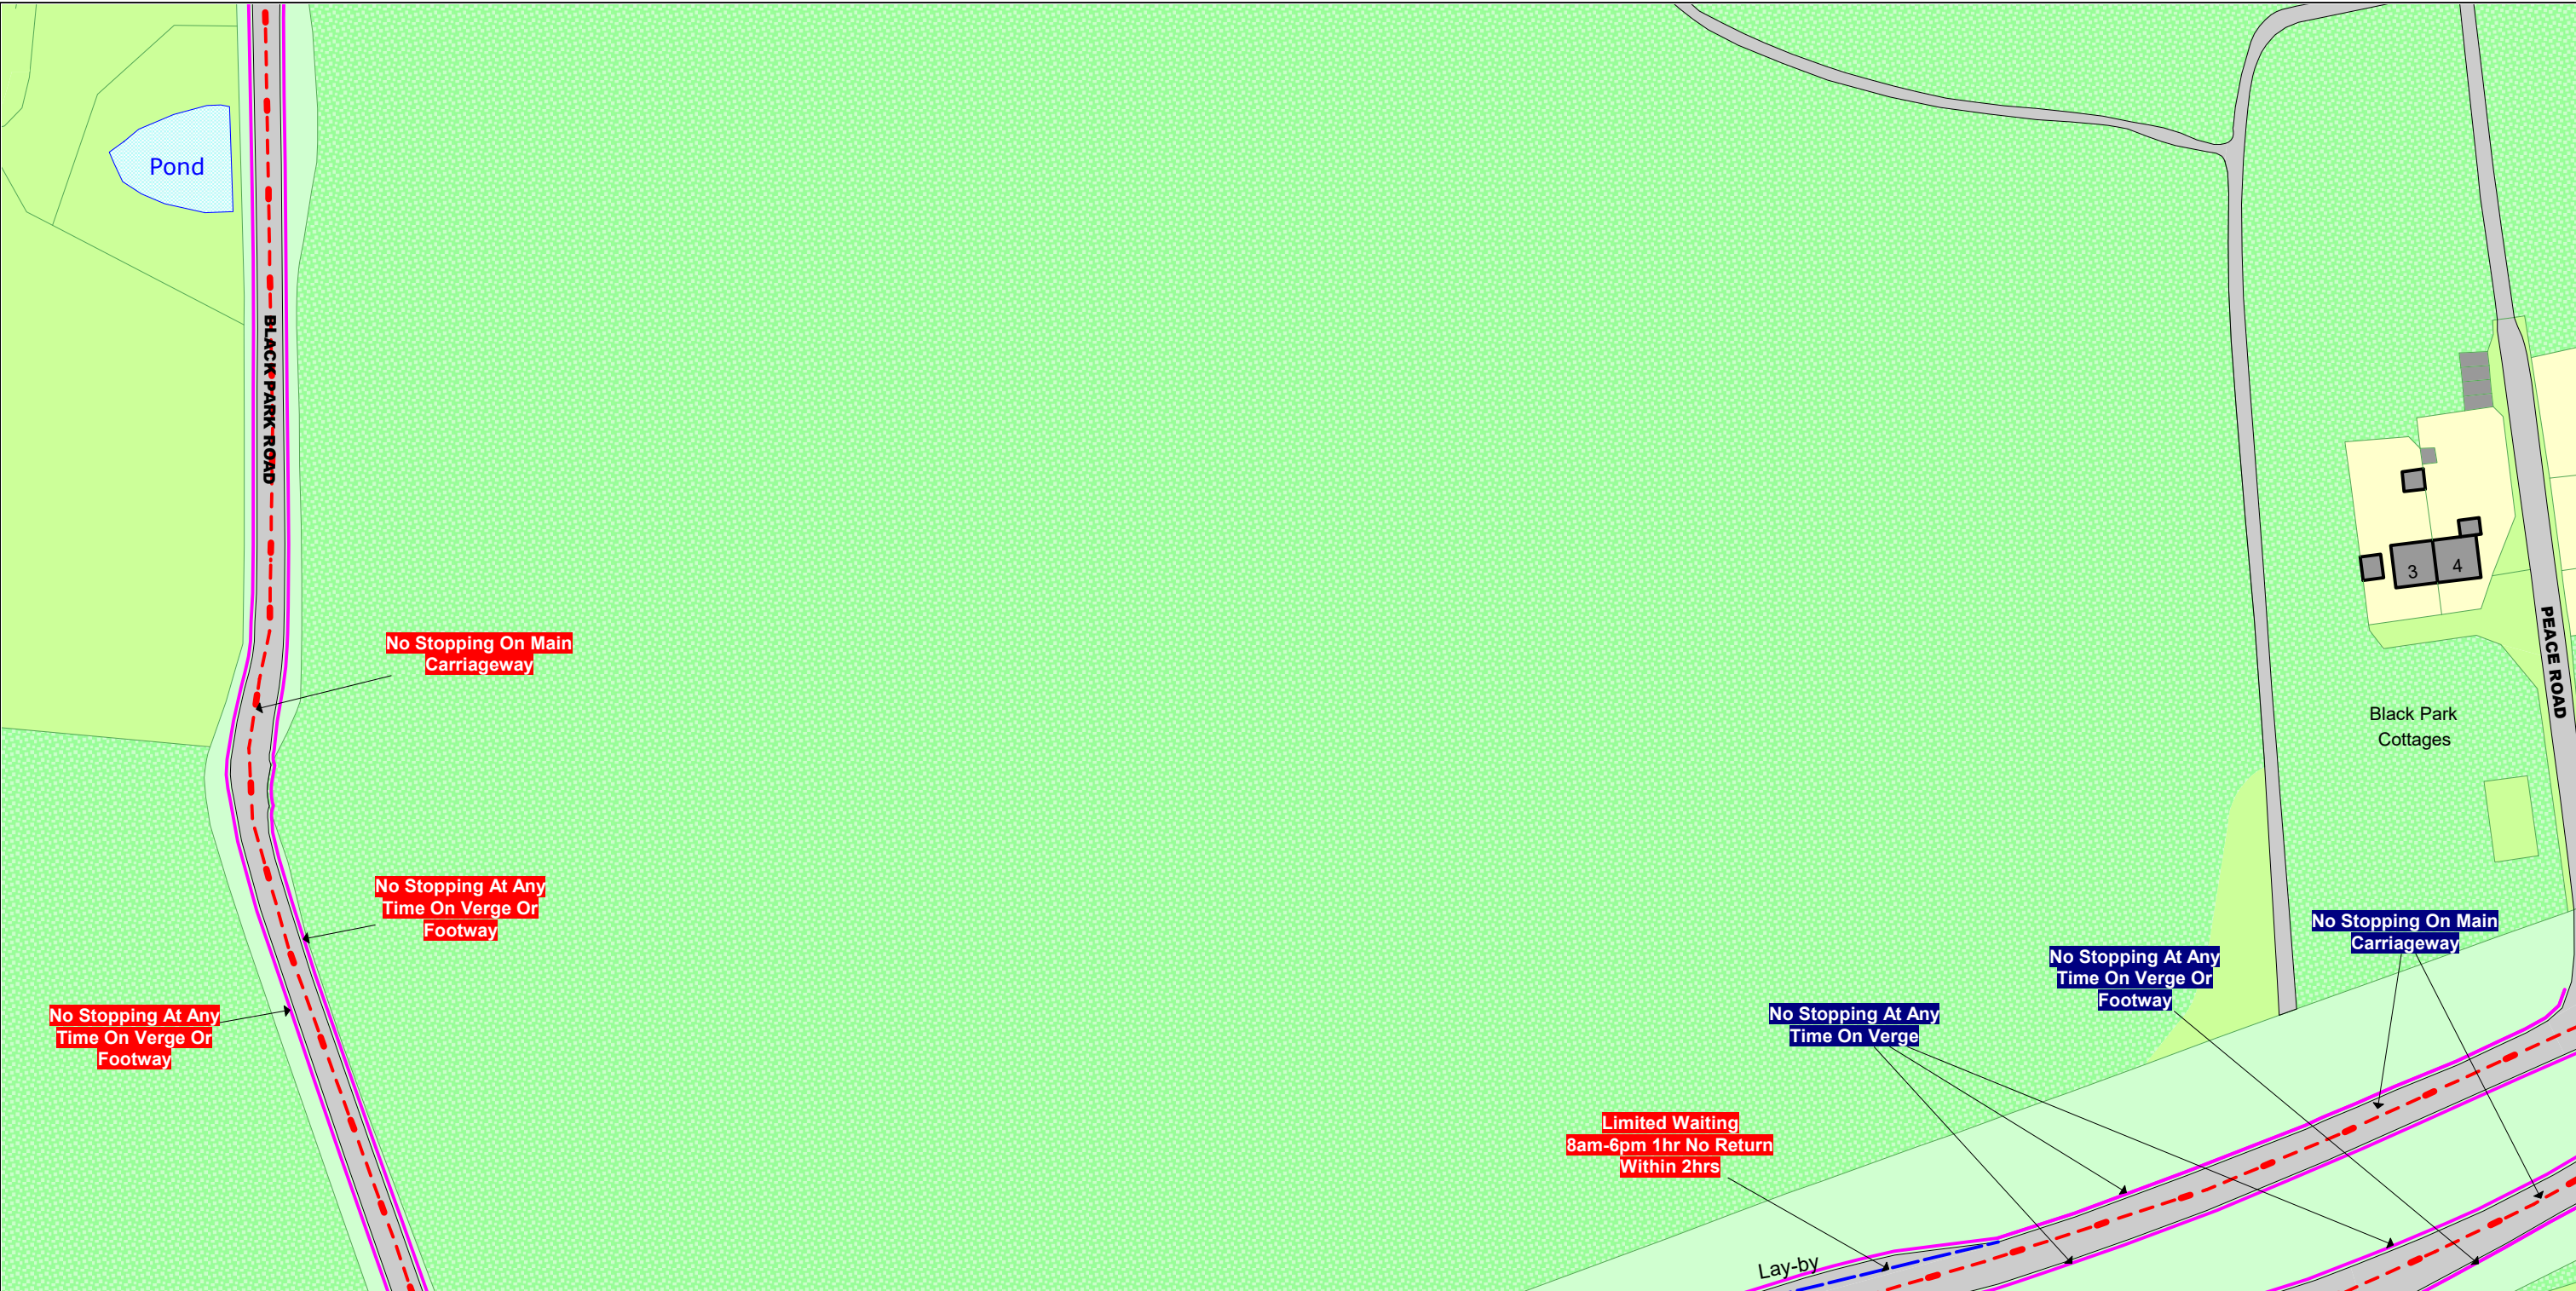 Pond
BLACK PARK ROAD
No Stopping On Main
Carriageway
No Stopping At Any
Time On Verge Or
Footway
No Stopping At Any
Time On Verge Or
Footway
3
4
PEACE ROAD
Black Park
Cottages
No Stopping On Main
Carriageway
No Stopping At Any
Time On Verge Or
Footway
No Stopping At Any
Time On Verge
Limited Waiting
8am-6pm 1hr No Return
Within 2hrs
Lay-by